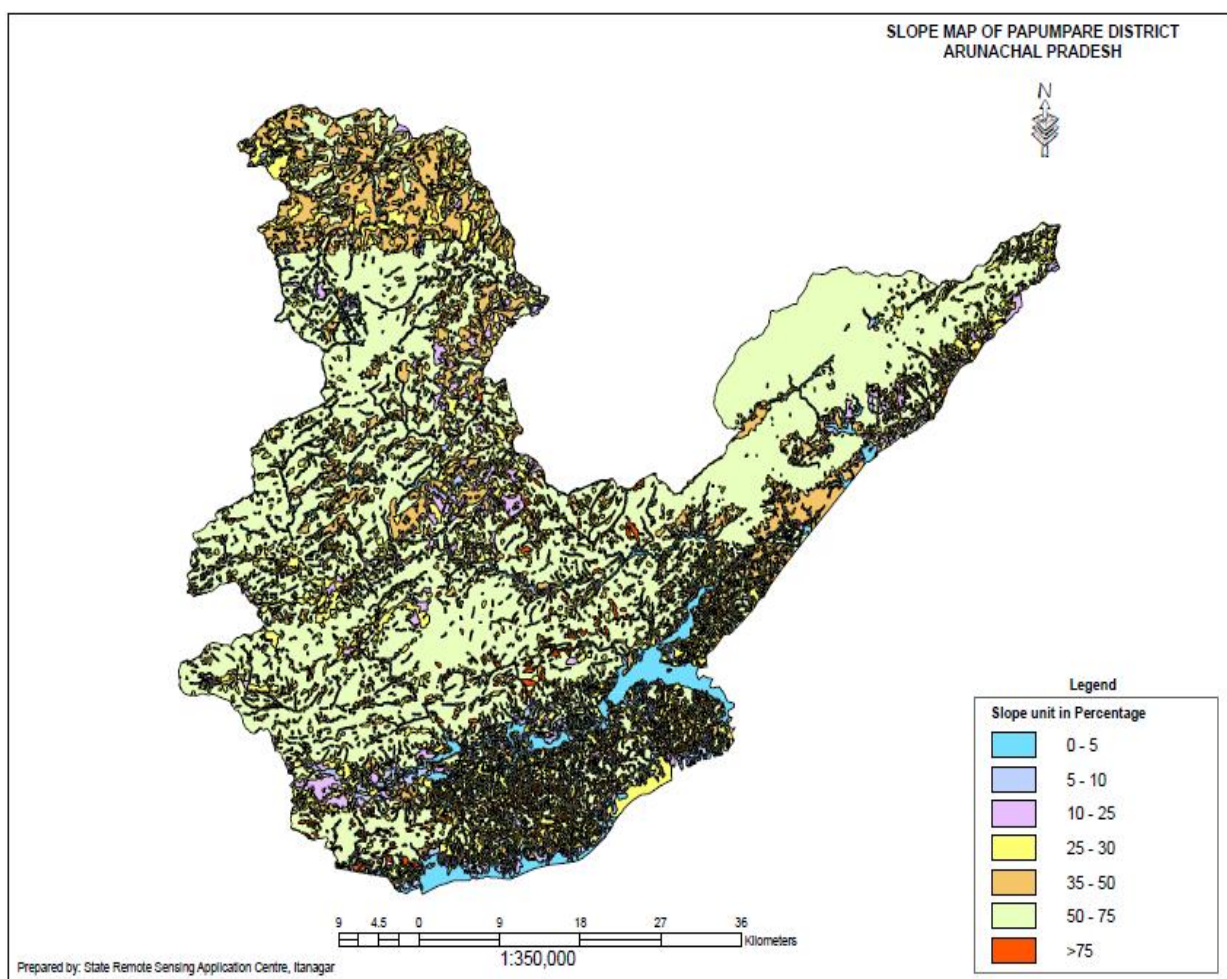 SLOPE MAP OF PAPUMPARE DISTRICT
ARUNACHAL PRADESH
N
Legend
Slope unit in Percentage
0 - 5
5 - 10
10 - 25
25 - 30
35 - 50
50 - 75
>75
9 4.5 0 9 18 27 36
Kilometers
1:350,000
Prepared by: State Remote Sensing Application Centre, Itanagar